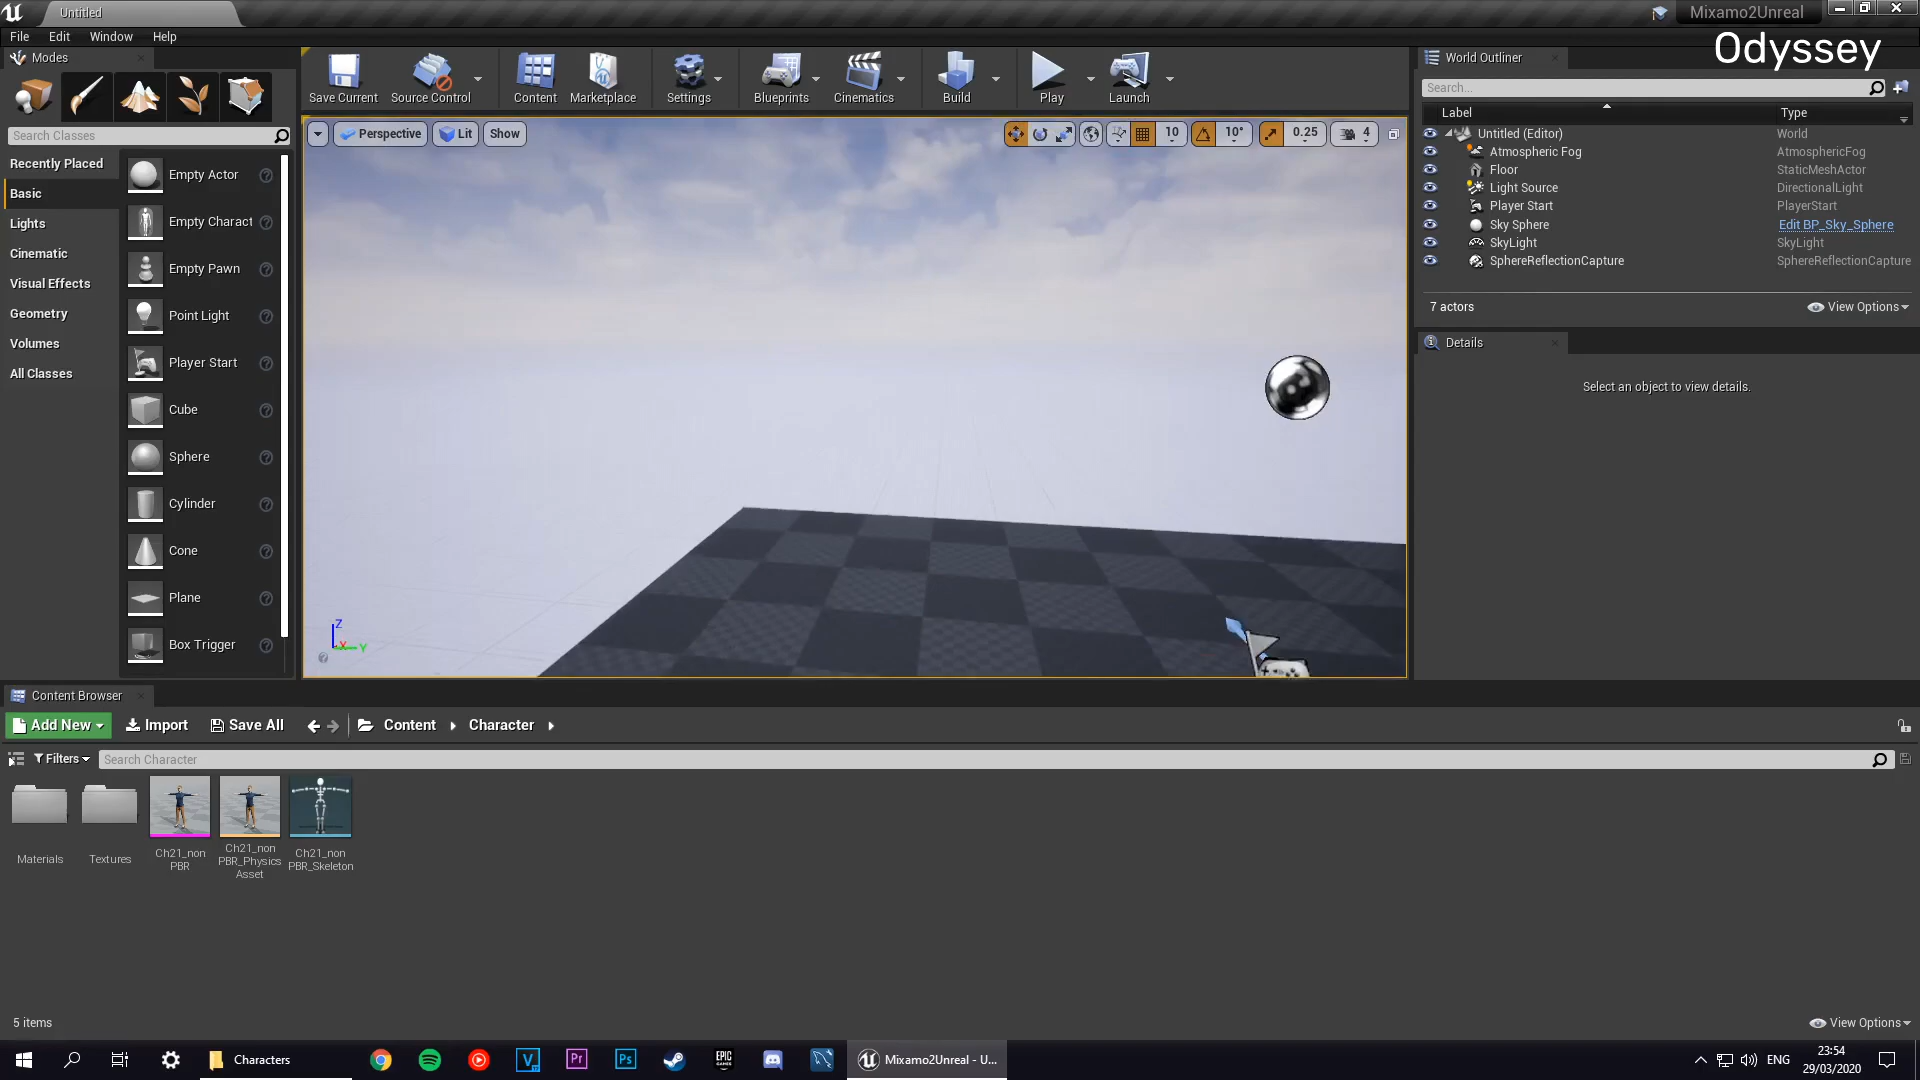 Untitled
Mixamo2Unreal
File Edit Window Help
Odyssey
Modes
Search Classes
Recently Placed
Basic
Lights
Cinematic
Visual Effects
Geometry
Volumes
All Classes
Empty Actor
Empty Charact
Empty Pawn
Point Light
Player Start
Cube
Sphere
Cylinder
Cone
Plane
Box Trigger
Save Current Source Control Content Marketplace Settings Blueprints Cinematics Build Play Launch
Perspective Lit Show 10 10° 0.25 4
Z
X Y
World Outliner
Search...
Label Type
Untitled (Editor) World
Atmospheric Fog AtmosphericFog
Floor StaticMeshActor
Light Source DirectionalLight
Player Start PlayerStart
Sky Sphere Edit BP_Sky_Sphere
SkyLight SkyLight
SphereReflectionCapture SphereReflectionCapture
7 actors View Options
Details
Select an object to view details.
Content Browser
Add New Import Save All Content Character
Filters Search Character
Materials
Textures
Ch21_non
PBR
Ch21_non
PBR_Physics
Asset
Ch21_non
PBR_Skeleton
5 items View Options
Characters
Mixamo2Unreal - U...
ENG
23:54
29/03/2020